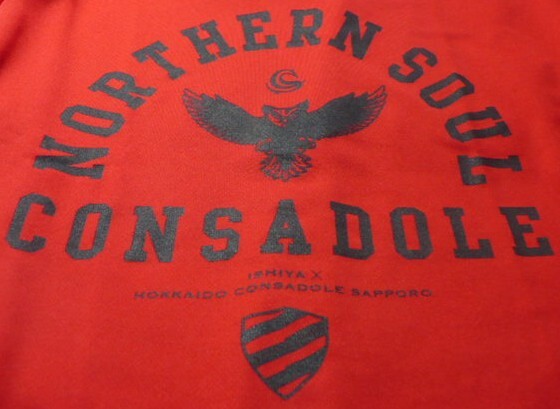 NORTHERN SOUL
CONSADOLE
ISHIYA X
HOKKAIDO CONSADOLE SAPPORO